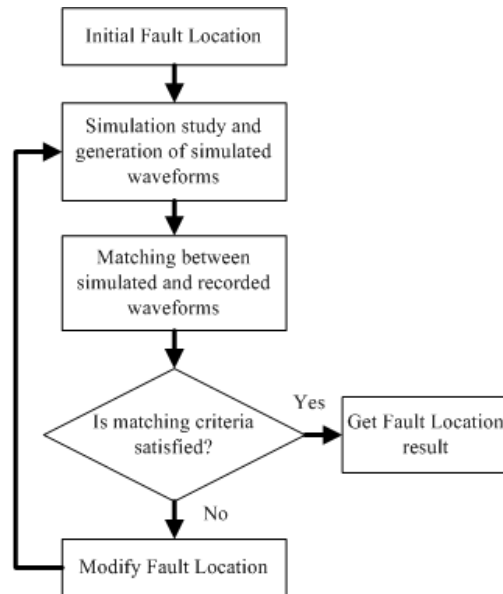 Initial Fault Location
Simulation study and
generation of simulated
waveforms
Matching between
simulated and recorded
waveforms
Is matching criteria
satisfied?
Yes
Get Fault Location
result
No
Modify Fault Location